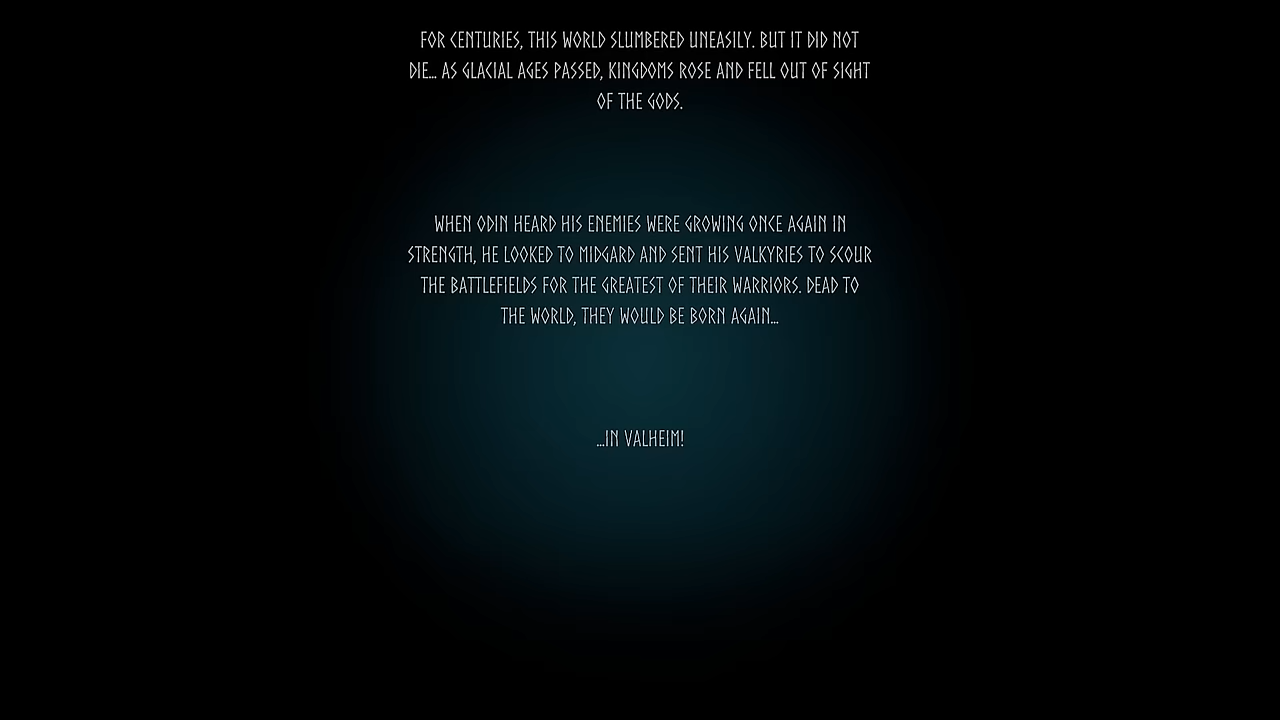 FOR CENTURIES, THIS WORLD SLUMBERED UNEASILY. BUT IT DID NOT
DIE... AS GLACIAL AGES PASSED, KINGDOMS ROSE AND FELL OUT OF SIGHT
OF THE GODS.
WHEN ODIN HEARD HIS ENEMIES WERE GROWING ONCE AGAIN IN
STRENGTH, HE LOOKED TO MIDGARD AND SENT HIS VALKYRIES TO SCOUR
THE BATTLEFIELDS FOR THE GREATEST OF THEIR WARRIORS. DEAD TO
THE WORLD, THEY WOULD BE BORN AGAIN...
...IN VALHEIM!